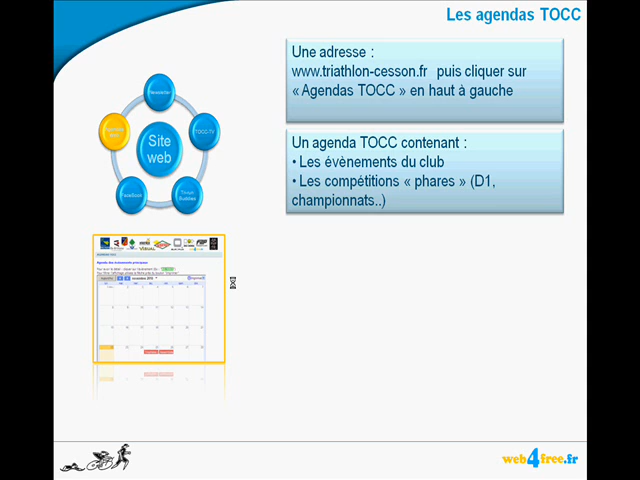 Les agendas TOCC
Une adresse :
www.triathlon-cesson.fr puis cliquer sur
« Agendas TOCC » en haut à gauche
Newsletter
TOCC-TV
Site
web
FaceBook
Un agenda TOCC contenant :
• Les évènements du club
• Les compétitions « phares » (D1,
championnats..)
web4free.fr